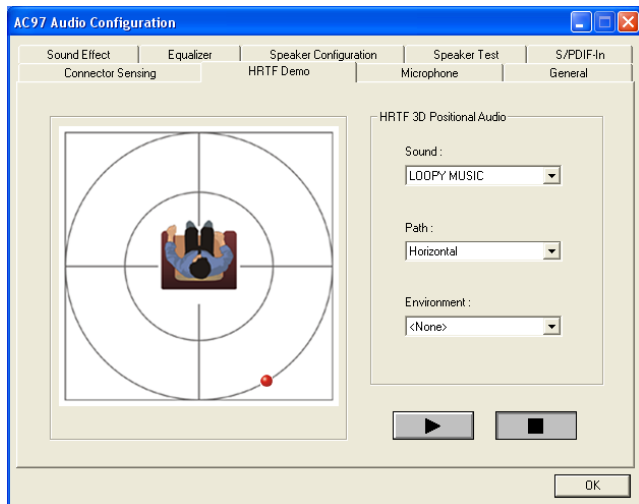 AC97 Audio Configuration
Sound Effect
Equalizer
Speaker Configuration
Speaker Test
S/PDIF-In
Connector Sensing
HRTF Demo
Microphone
General
HRTF 3D Positional Audio
Sound :
LOOPY MUSIC
Path :
Horizontal
Environment :
<None>
OK